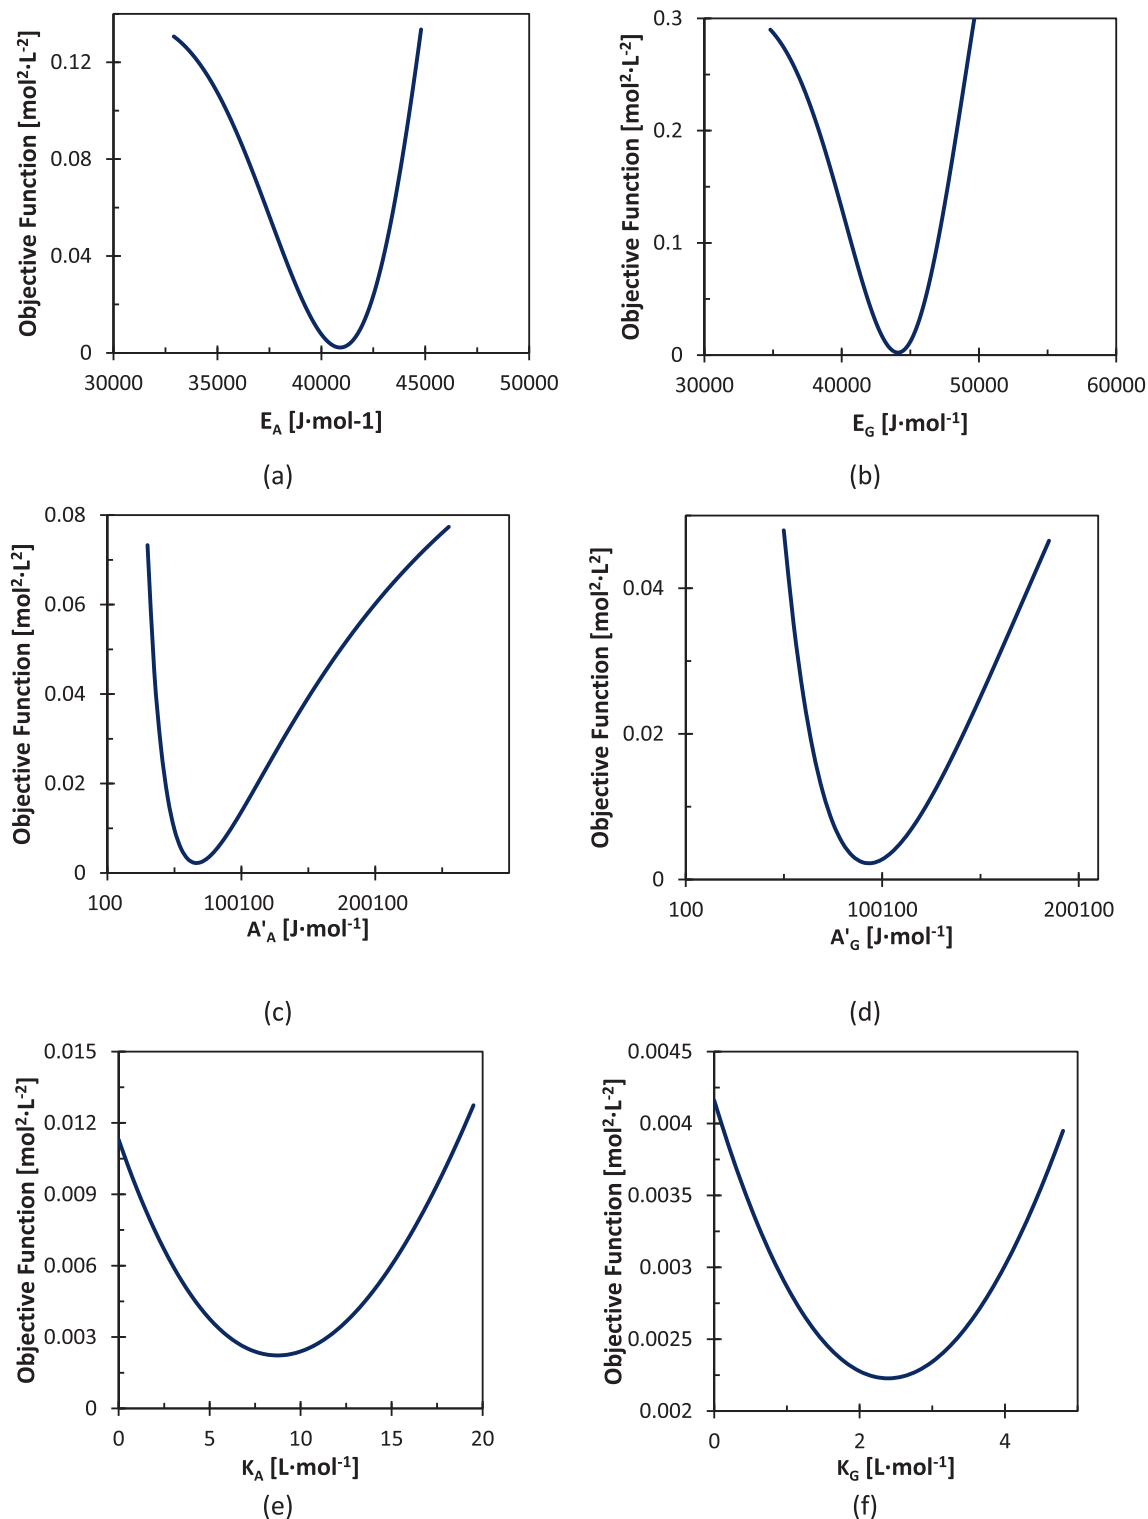 Objective Function [mol²·L⁻²]
0.12
0.08
0.04
0
30000 35000 40000 45000 50000
E_A [J·mol-1]
(a)
Objective Function [mol²·L⁻²]
0.3
0.2
0.1
0
30000 40000 50000 60000
E_G [J·mol⁻¹]
(b)
Objective Function [mol²·L²]
0.08
0.06
0.04
0.02
0
100 100100 200100
A'_A [J·mol⁻¹]
(c)
Objective Function [mol²·L²]
0.04
0.02
0
100 100100 200100
A'_G [J·mol⁻¹]
(d)
Objective Function [mol²·L⁻²]
0.015
0.012
0.009
0.006
0.003
0
0 5 10 15 20
K_A [L·mol⁻¹]
(e)
Objective Function [mol²·L⁻²]
0.0045
0.004
0.0035
0.003
0.0025
0.002
0 2 4
K_G [L·mol⁻¹]
(f)